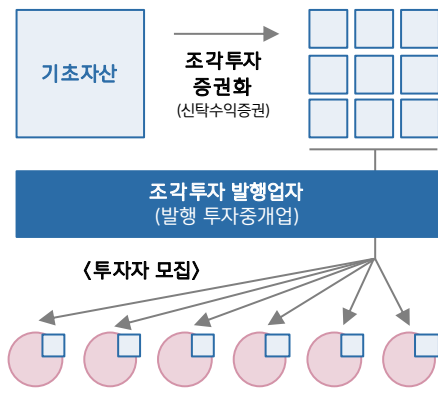 기초자산
조각투자
증권화
(신탁수익증권)
조각투자 발행업자
(발행 투자중개업)
〈투자자 모집〉